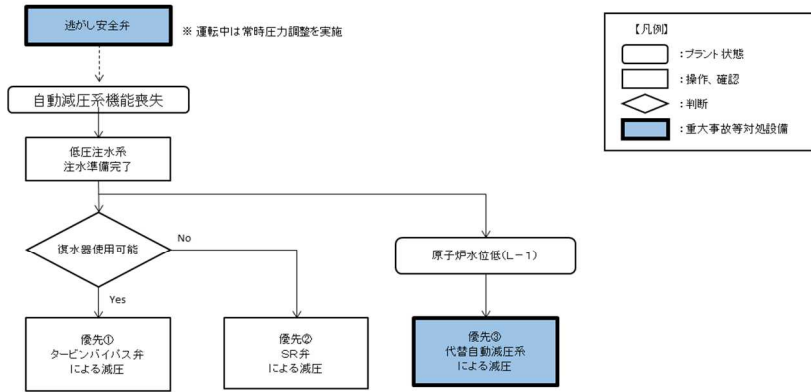 逃がし安全弁
※ 運転中は常時圧力調整を実施
自動減圧系機能喪失
低圧注水系
注水準備完了
復水器使用可能
No
Yes
原子炉水位低(L-1)
優先①
タービンバイパス弁
による減圧
優先②
SR弁
による減圧
優先③
代替自動減圧系
による減圧
【凡例】
:プラント状態
:操作、確認
:判断
:重大事故等対処設備